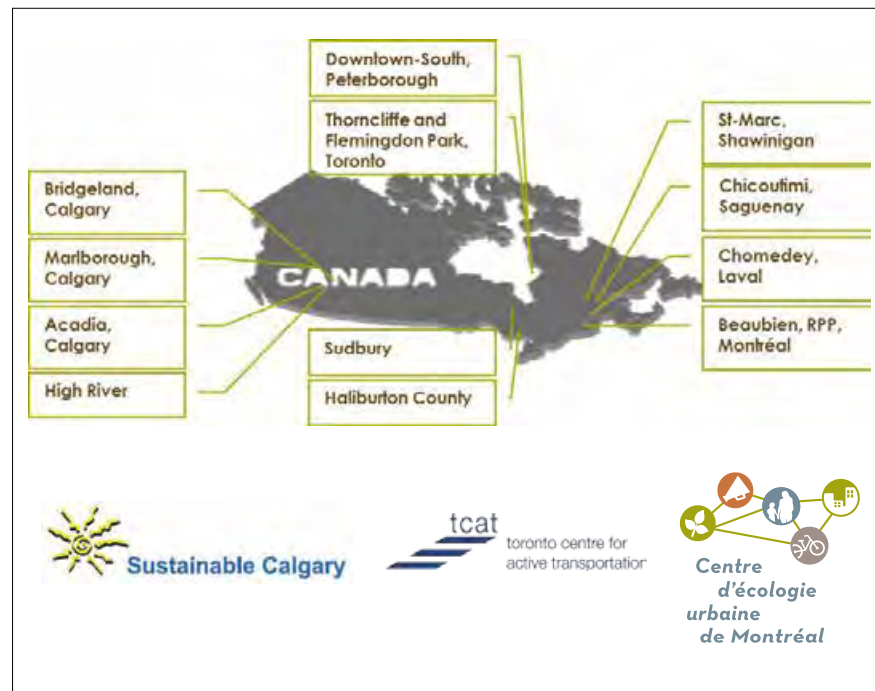 Downtown-South,
Peterborough
Thorncliffe and
Flemingdon Park,
Toronto
St-Marc,
Shawinigan
Bridgeland,
Calgary
Chicoutimi,
Saguenay
Marlborough,
Calgary
CANADA
Chomedey,
Laval
Acadia,
Calgary
Sudbury
Beaubien, RPP,
Montréal
High River
Haliburton County
Sustainable Calgary
tcat
toronto centre for
active transportation
Centre
d'écologie
urbaine
de Montréal